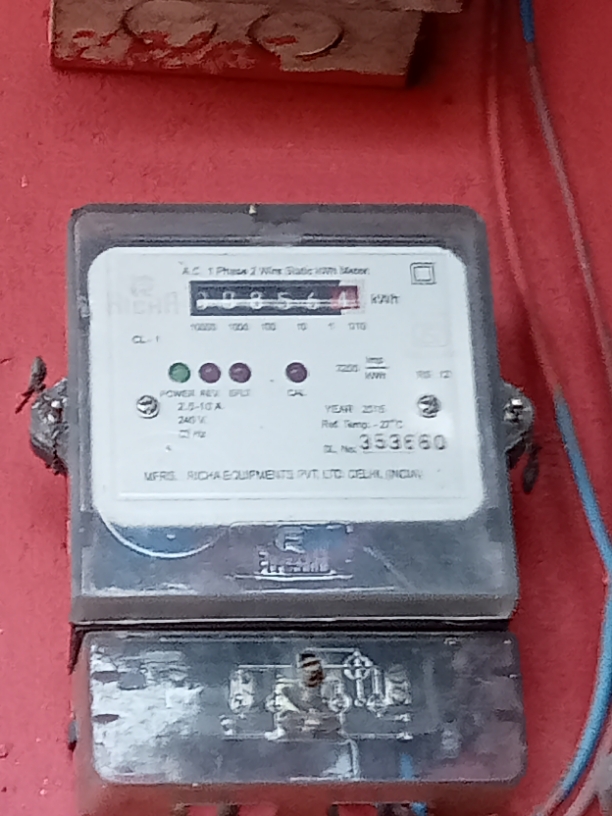 A.C. 1 Phase 2 Wire Static kWh Meter
RICHA
kWh
10000 1000 100 10 1 1/10
CL.- 1
Imp
kWh
POWER REV. CAL.
2.5-10 A.
240 V.
Hz
YEAR 2015
Ref. Temp.- 27°C
SL. No. 353660
MFRS. RICHA EQUIPMENTS PVT. LTD. DELHI, (INDIA)